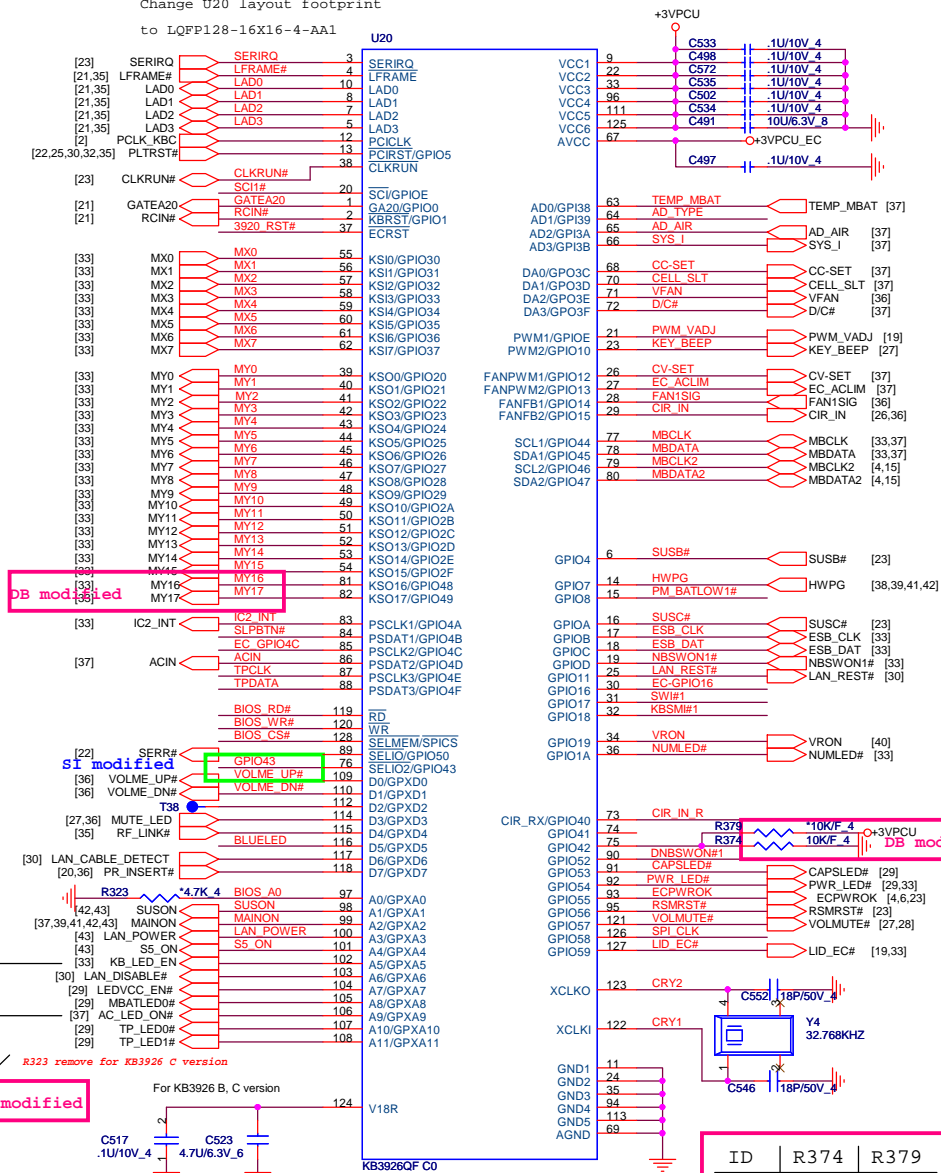 Change U20 layout footprint
to LQFP128-16X16-4-AA1
U20
+3VPCU
[23] SERIRQ SERIRQ 3 SERIRQ
[21,35] LFRAME# LFRAME# 4 LFRAME
[21,35] LAD0 LAD0 10 LAD0
[21,35] LAD1 LAD1 8 LAD1
[21,35] LAD2 LAD2 7 LAD2
[21,35] LAD3 LAD3 5 LAD3
[2] PCLK_KBC 12 PCICLK
[22,25,30,32,35] PLTRST# 13 PCIRST/GPIO5
38 CLKRUN
[23] CLKRUN# CLKRUN#
SCI1# 20 SCI/GPIOE
[21] GATEA20 GATEA20 1 GA20/GPIO0
[21] RCIN# RCIN# 2 KBRST/GPIO1
3920_RST# 37 ECRST
[33] MX0 MX0 55 KSI0/GPIO30
[33] MX1 MX1 56 KSI1/GPIO31
[33] MX2 MX2 57 KSI2/GPIO32
[33] MX3 MX3 58 KSI3/GPIO33
[33] MX4 MX4 59 KSI4/GPIO34
[33] MX5 MX5 60 KSI5/GPIO35
[33] MX6 MX6 61 KSI6/GPIO36
[33] MX7 MX7 62 KSI7/GPIO37
[33] MY0 MY0 39 KSO0/GPIO20
[33] MY1 MY1 40 KSO1/GPIO21
[33] MY2 MY2 41 KSO2/GPIO22
[33] MY3 MY3 42 KSO3/GPIO23
[33] MY4 MY4 43 KSO4/GPIO24
[33] MY5 MY5 44 KSO5/GPIO25
[33] MY6 MY6 45 KSO6/GPIO26
[33] MY7 MY7 46 KSO7/GPIO27
[33] MY8 MY8 47 KSO8/GPIO28
[33] MY9 MY9 48 KSO9/GPIO29
[33] MY10 MY10 49 KSO10/GPIO2A
[33] MY11 MY11 50 KSO11/GPIO2B
[33] MY12 MY12 51 KSO12/GPIO2C
[33] MY13 MY13 52 KSO13/GPIO2D
[33] MY14 MY14 53 KSO14/GPIO2E
[33] MY15 MY15 54 KSO15/GPIO2F
[33] MY16 MY16 81 KSO16/GPIO48
DB modified
[33] MY17 MY17 82 KSO17/GPIO49
[33] IC2_INT IC2_INT 83 PSCLK1/GPIO4A
SLPBTN# 84 PSDAT1/GPIO4B
EC_GPIO4C 85 PSCLK2/GPIO4C
[37] ACIN ACIN 86 PSDAT2/GPIO4D
TPCLK 87 PSCLK3/GPIO4E
TPDATA 88 PSDAT3/GPIO4F
BIOS_RD# 119 RD
BIOS_WR# 120 WR
BIOS_CS# 128 SELMEM/SPICS
[22] SERR# 89 SELIO/GPIO50
SI modified
GPIO43 76 SELIO2/GPIO43
[36] VOLME_UP# VOLME_UP# 109 D0/GPXD0
[36] VOLME_DN# VOLME_DN# 110 D1/GPXD1
T38 112 D2/GPXD2
[27,36] MUTE_LED 114 D3/GPXD3
[35] RF_LINK# 115 D4/GPXD4
BLUELED 116 D5/GPXD5
[30] LAN_CABLE_DETECT 117 D6/GPXD6
[20,36] PR_INSERT# 118 D7/GPXD7
R323 *4.7K_4 BIOS_A0 97 A0/GPXA0
[42,43] SUSON SUSON 98 A1/GPXA1
[37,39,41,42,43] MAINON MAINON 99 A2/GPXA2
[43] LAN_POWER LAN_POWER 100 A3/GPXA3
[43] S5_ON S5_ON 101 A4/GPXA4
[33] KB_LED_EN 102 A5/GPXA5
[30] LAN_DISABLE# 103 A6/GPXA6
[29] LEDVCC_EN# 104 A7/GPXA7
[29] MBATLED0# 105 A8/GPXA8
[37] AC_LED_ON# 106 A9/GPXA9
[29] TP_LED0# 107 A10/GPXA10
[29] TP_LED1# 108 A11/GPXA11
R323 remove for KB3926 C version
modified
For KB3926 B, C version
124 V18R
C517 .1U/10V_4 2 1
C523 4.7U/6.3V_6
KB3926QF C0
VCC1 9 C533 .1U/10V_4
VCC2 22 C498 .1U/10V_4
VCC3 33 C572 .1U/10V_4
VCC4 96 C535 .1U/10V_4
VCC5 111 C502 .1U/10V_4
VCC6 125 C534 .1U/10V_4
C491 10U/6.3V_8
AVCC 67 +3VPCU_EC
C497 .1U/10V_4
AD0/GPI38 63 TEMP_MBAT TEMP_MBAT [37]
AD1/GPI39 64 AD_TYPE
AD2/GPI3A 65 AD_AIR AD_AIR [37]
AD3/GPI3B 66 SYS_I SYS_I [37]
DA0/GPO3C 68 CC-SET CC-SET [37]
DA1/GPO3D 70 CELL_SLT CELL_SLT [37]
DA2/GPO3E 71 VFAN VFAN [36]
DA3/GPO3F 72 D/C# D/C# [37]
PWM1/GPIOE 21 PWM_VADJ PWM_VADJ [19]
PWM2/GPIO10 23 KEY_BEEP KEY_BEEP [27]
FANPWM1/GPIO12 26 CV-SET CV-SET [37]
FANPWM2/GPIO13 27 EC_ACLIM EC_ACLIM [37]
FANFB1/GPIO14 28 FAN1SIG FAN1SIG [36]
FANFB2/GPIO15 29 CIR_IN CIR_IN [26,36]
SCL1/GPIO44 77 MBCLK MBCLK [33,37]
SDA1/GPIO45 78 MBDATA MBDATA [33,37]
SCL2/GPIO46 79 MBCLK2 MBCLK2 [4,15]
SDA2/GPIO47 80 MBDATA2 MBDATA2 [4,15]
GPIO4 6 SUSB# SUSB# [23]
GPIO7 14 HWPG HWPG [38,39,41,42]
GPIO8 15 PM_BATLOW1#
GPIOA 16 SUSC# SUSC# [23]
GPIOB 17 ESB_CLK ESB_CLK [33]
GPIOC 18 ESB_DAT ESB_DAT [33]
GPIOD 19 NBSWON1# NBSWON1# [33]
GPIO11 25 LAN_REST# LAN_REST# [30]
GPIO16 30 EC-GPIO16
GPIO17 31 SWI#1
GPIO18 32 KBSMI#1
GPIO19 34 VRON VRON [40]
GPIO1A 36 NUMLED# NUMLED# [33]
CIR_RX/GPIO40 73 CIR_IN_R
GPIO41 74 R379 *10K/F_4 +3VPCU
GPIO42 75 R374 10K/F_4 DB mod
GPIO52 90 DNBSWON#1
GPIO53 91 CAPSLED# CAPSLED# [29]
GPIO54 92 PWR_LED# PWR_LED# [29,33]
GPIO55 93 ECPWROK ECPWROK [4,6,23]
GPIO56 95 RSMRST# RSMRST# [23]
GPIO57 121 VOLMUTE# VOLMUTE# [27,28]
GPIO58 126 SPI_CLK
GPIO59 127 LID_EC# LID_EC# [19,33]
XCLKO 123 CRY2 C552 18P/50V_4
4 3
Y4
32.768KHZ
XCLKI 122 CRY1
1 2
C546 18P/50V_4
GND1 11
GND2 24
GND3 35
GND4 94
GND5 113
AGND 69
ID R374 R379